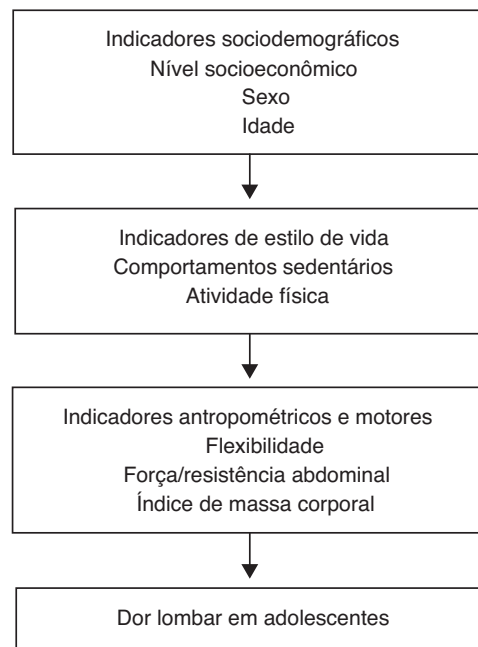 Indicadores sociodemográficos
Nível socioeconômico
Sexo
Idade
Indicadores de estilo de vida
Comportamentos sedentários
Atividade física
Indicadores antropométricos e motores
Flexibilidade
Força/resistência abdominal
Índice de massa corporal
Dor lombar em adolescentes